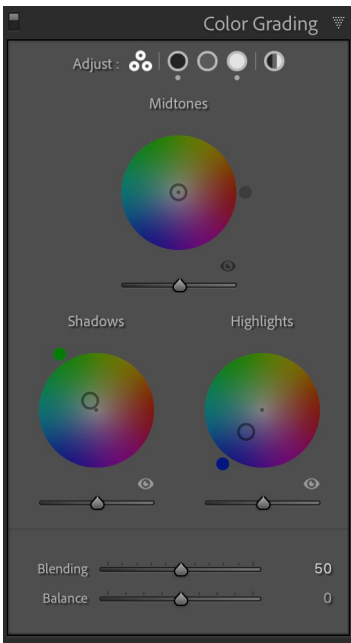 Color Grading
Adjust :
Midtones
Shadows Highlights
Blending 50
Balance 0